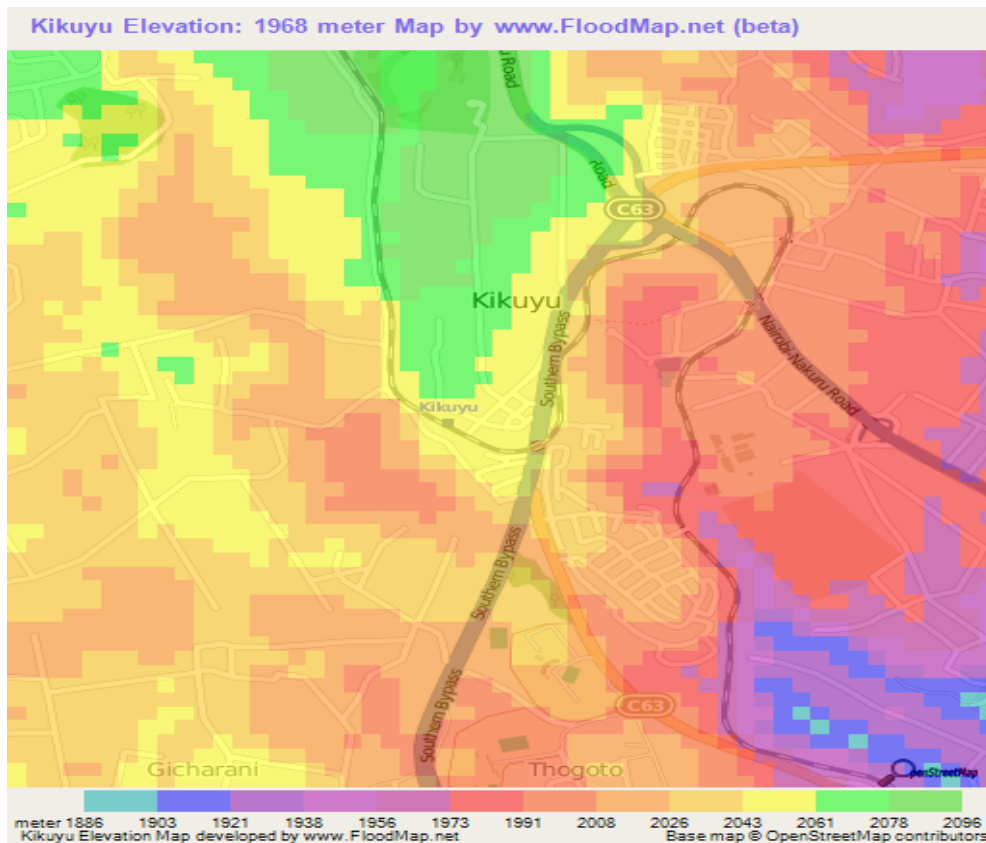 Kikuyu Elevation: 1968 meter Map by www.FloodMap.net (beta)
u Road
Road
C63
Kikuyu
Southern Bypass
Nairobi-Nakuru Road
Kikuyu
Southern Bypass
Southern Bypass
C63
Gicharani
Thogoto
OpenStreetMap
meter 1886 1903 1921 1938 1956 1973 1991 2008 2026 2043 2061 2078 2096
Kikuyu Elevation Map developed by www.FloodMap.net Base map © OpenStreetMap contributors